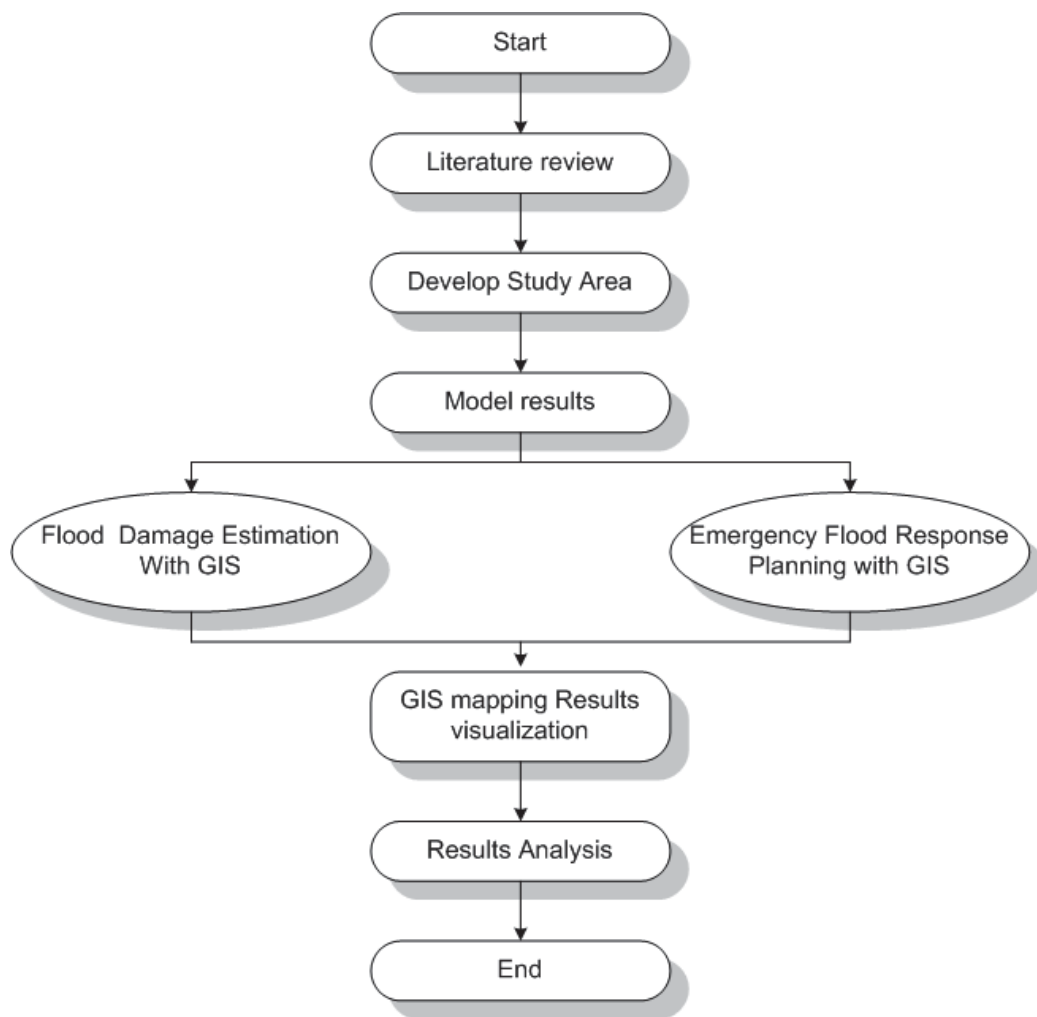 Start
Literature review
Develop Study Area
Model results
Flood  Damage Estimation
With GIS
Emergency Flood Response
Planning with GIS
GIS mapping Results
visualization
Results Analysis
End